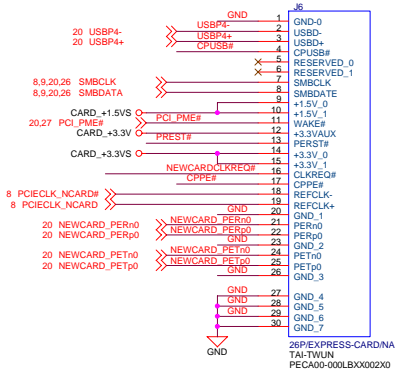 J6
GND 1 GND-0
20 USBP4- USBP4- 2 USBD-
20 USBP4+ USBP4+ 3 USBD+
CPUSB# 4 CPUSB#
5 RESERVED_0
6 RESERVED_1
8,9,20,26 SMBCLK 7 SMBCLK
8,9,20,26 SMBDATA 8 SMBDATE
CARD_+1.5VS 9 +1.5V_0
10 +1.5V_1
20,27 PCI_PME# PCI_PME# 11 WAKE#
CARD_+3.3V 12 +3.3VAUX
PREST# 13 PERST#
CARD_+3.3VS 14 +3.3V_0
15 +3.3V_1
NEWCARDCLKREQ# 16 CLKREQ#
CPPE# 17 CPPE#
8 PCIECLK_NCARD# 18 REFCLK-
8 PCIECLK_NCARD 19 REFCLK+
GND 20 GND_1
20 NEWCARD_PERn0 NEWCARD_PERn0 21 PERn0
20 NEWCARD_PERp0 NEWCARD_PERp0 22 PERp0
GND 23 GND_2
20 NEWCARD_PETn0 NEWCARD_PETn0 24 PETn0
20 NEWCARD_PETp0 NEWCARD_PETp0 25 PETp0
GND 26 GND_3
27 GND_4
28 GND_5
29 GND_6
30 GND_7
GND
26P/EXPRESS-CARD/NA
TAI-TWUN
PECA00-000LBXX002X0